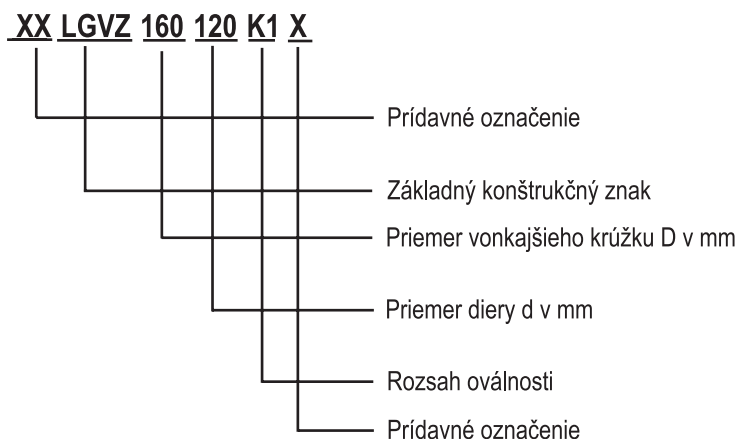 XX LGVZ 160 120 K1 X
Prídavné označenie
Základný konštrukčný znak
Priemer vonkajšieho krúžku D v mm
Priemer diery d v mm
Rozsah oválnosti
Prídavné označenie